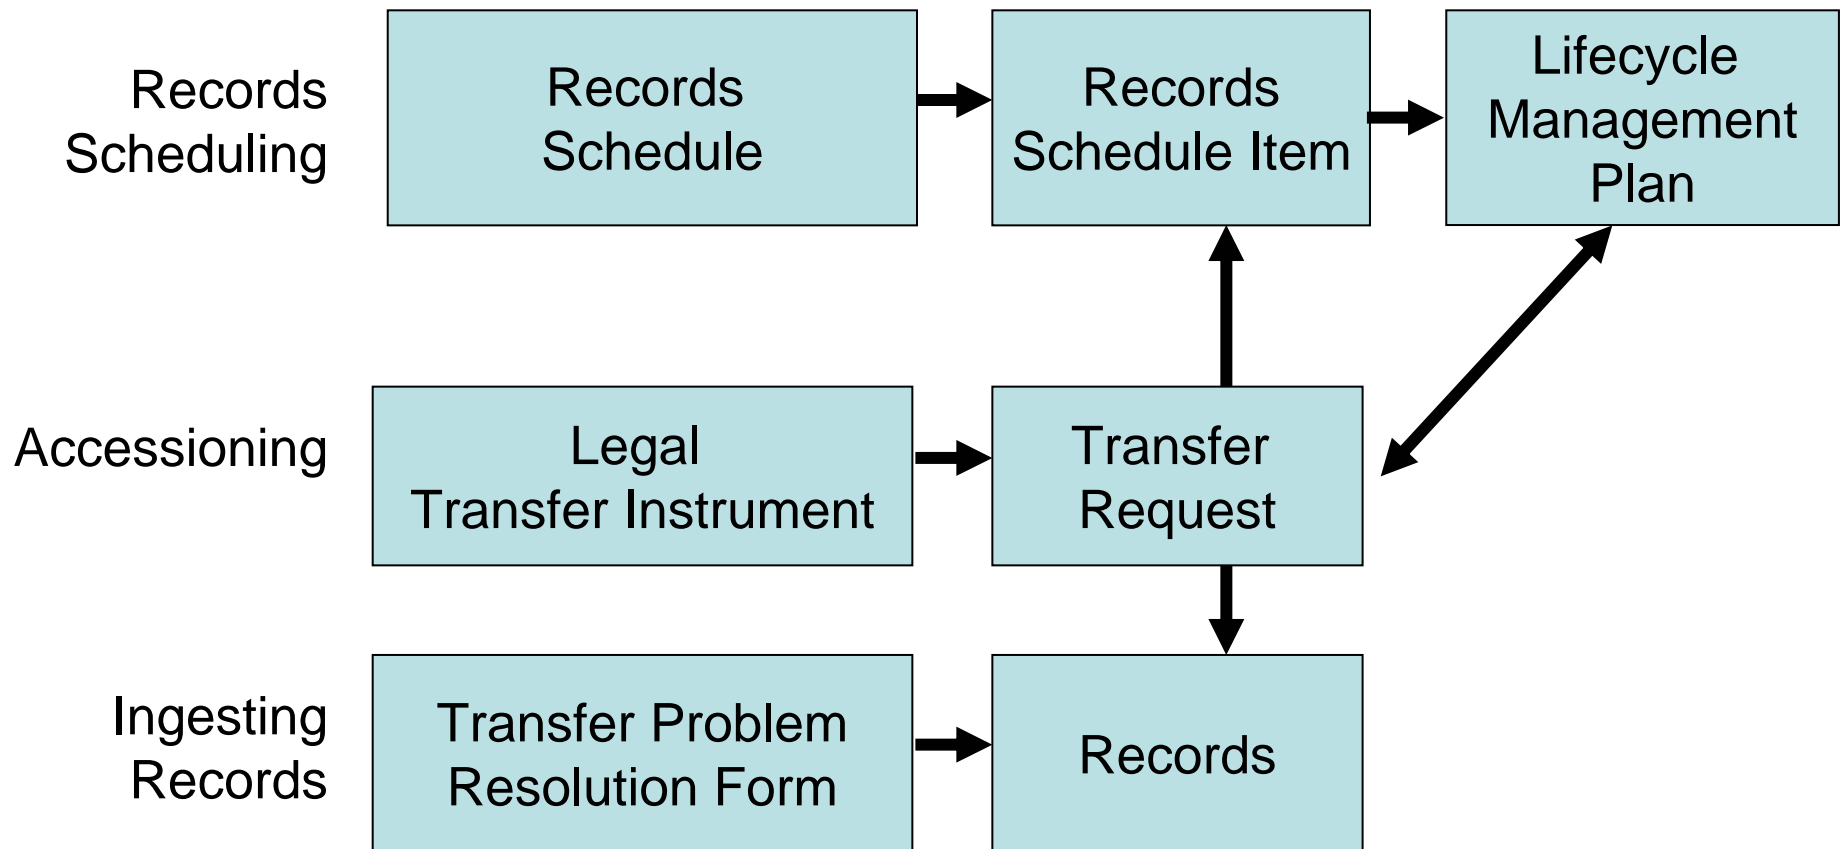 Records
Scheduling
Records
Schedule
Records
Schedule Item
Lifecycle
Management
Plan
Accessioning
Legal
Transfer Instrument
Transfer
Request
Ingesting
Records
Transfer Problem
Resolution Form
Records